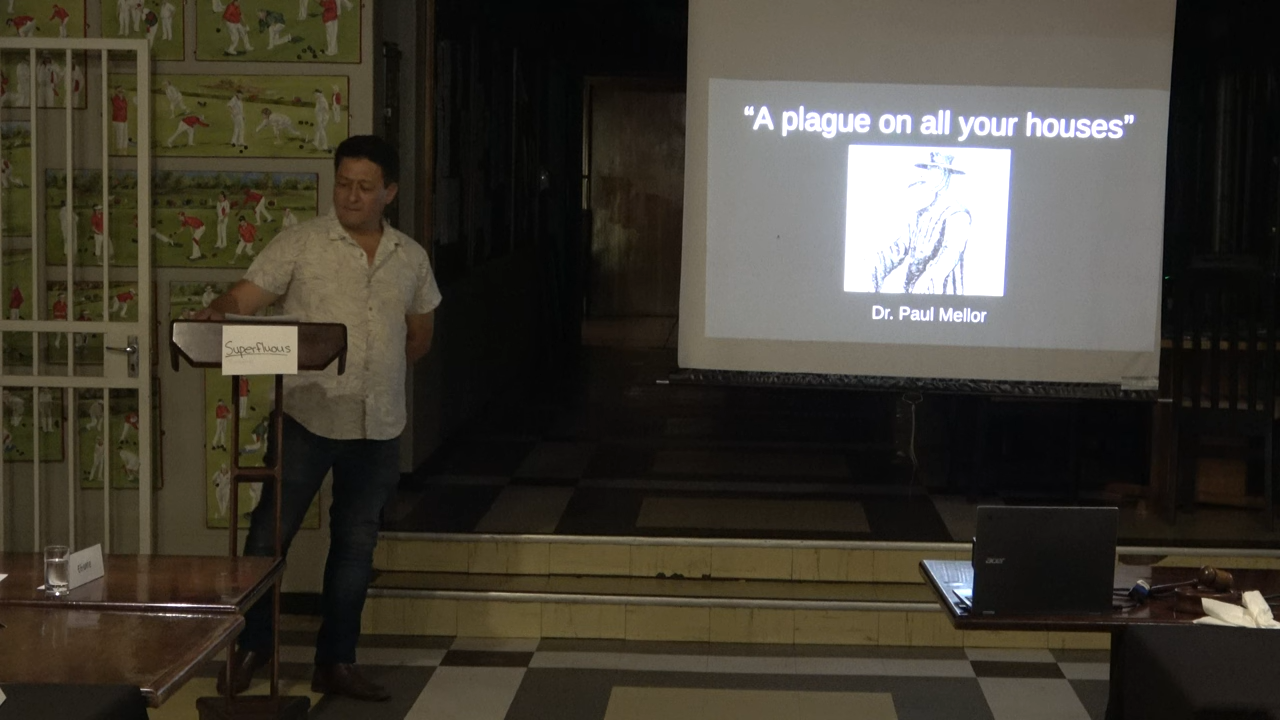 “A plague on all your houses”
Dr. Paul Mellor
Superfluous
acer